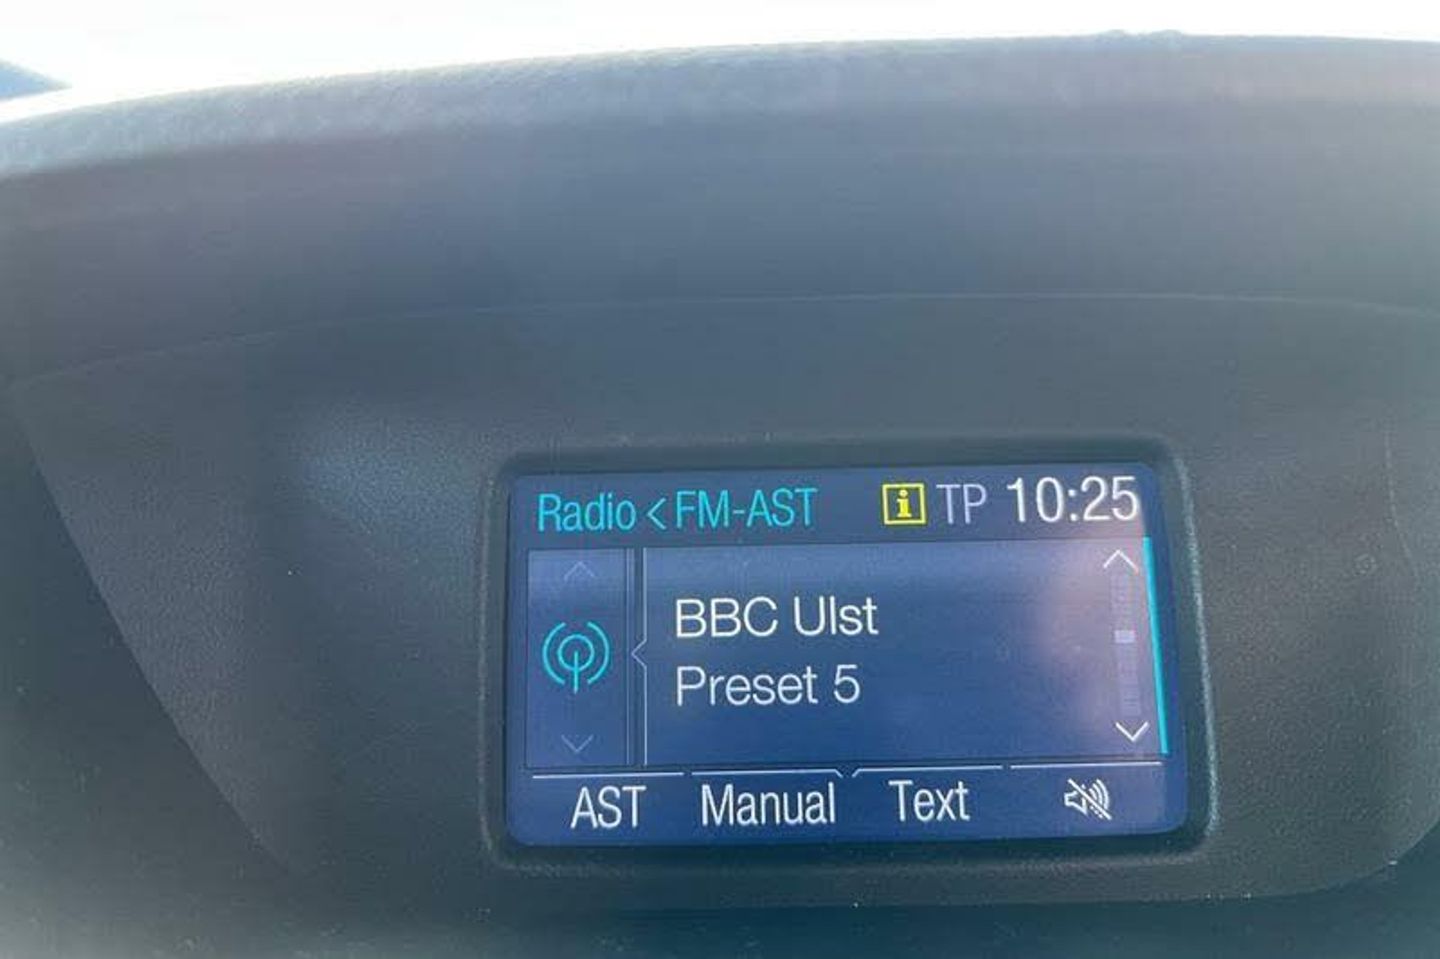 Radio < FM-AST i TP 10:25
BBC Ulst
Preset 5
AST Manual Text